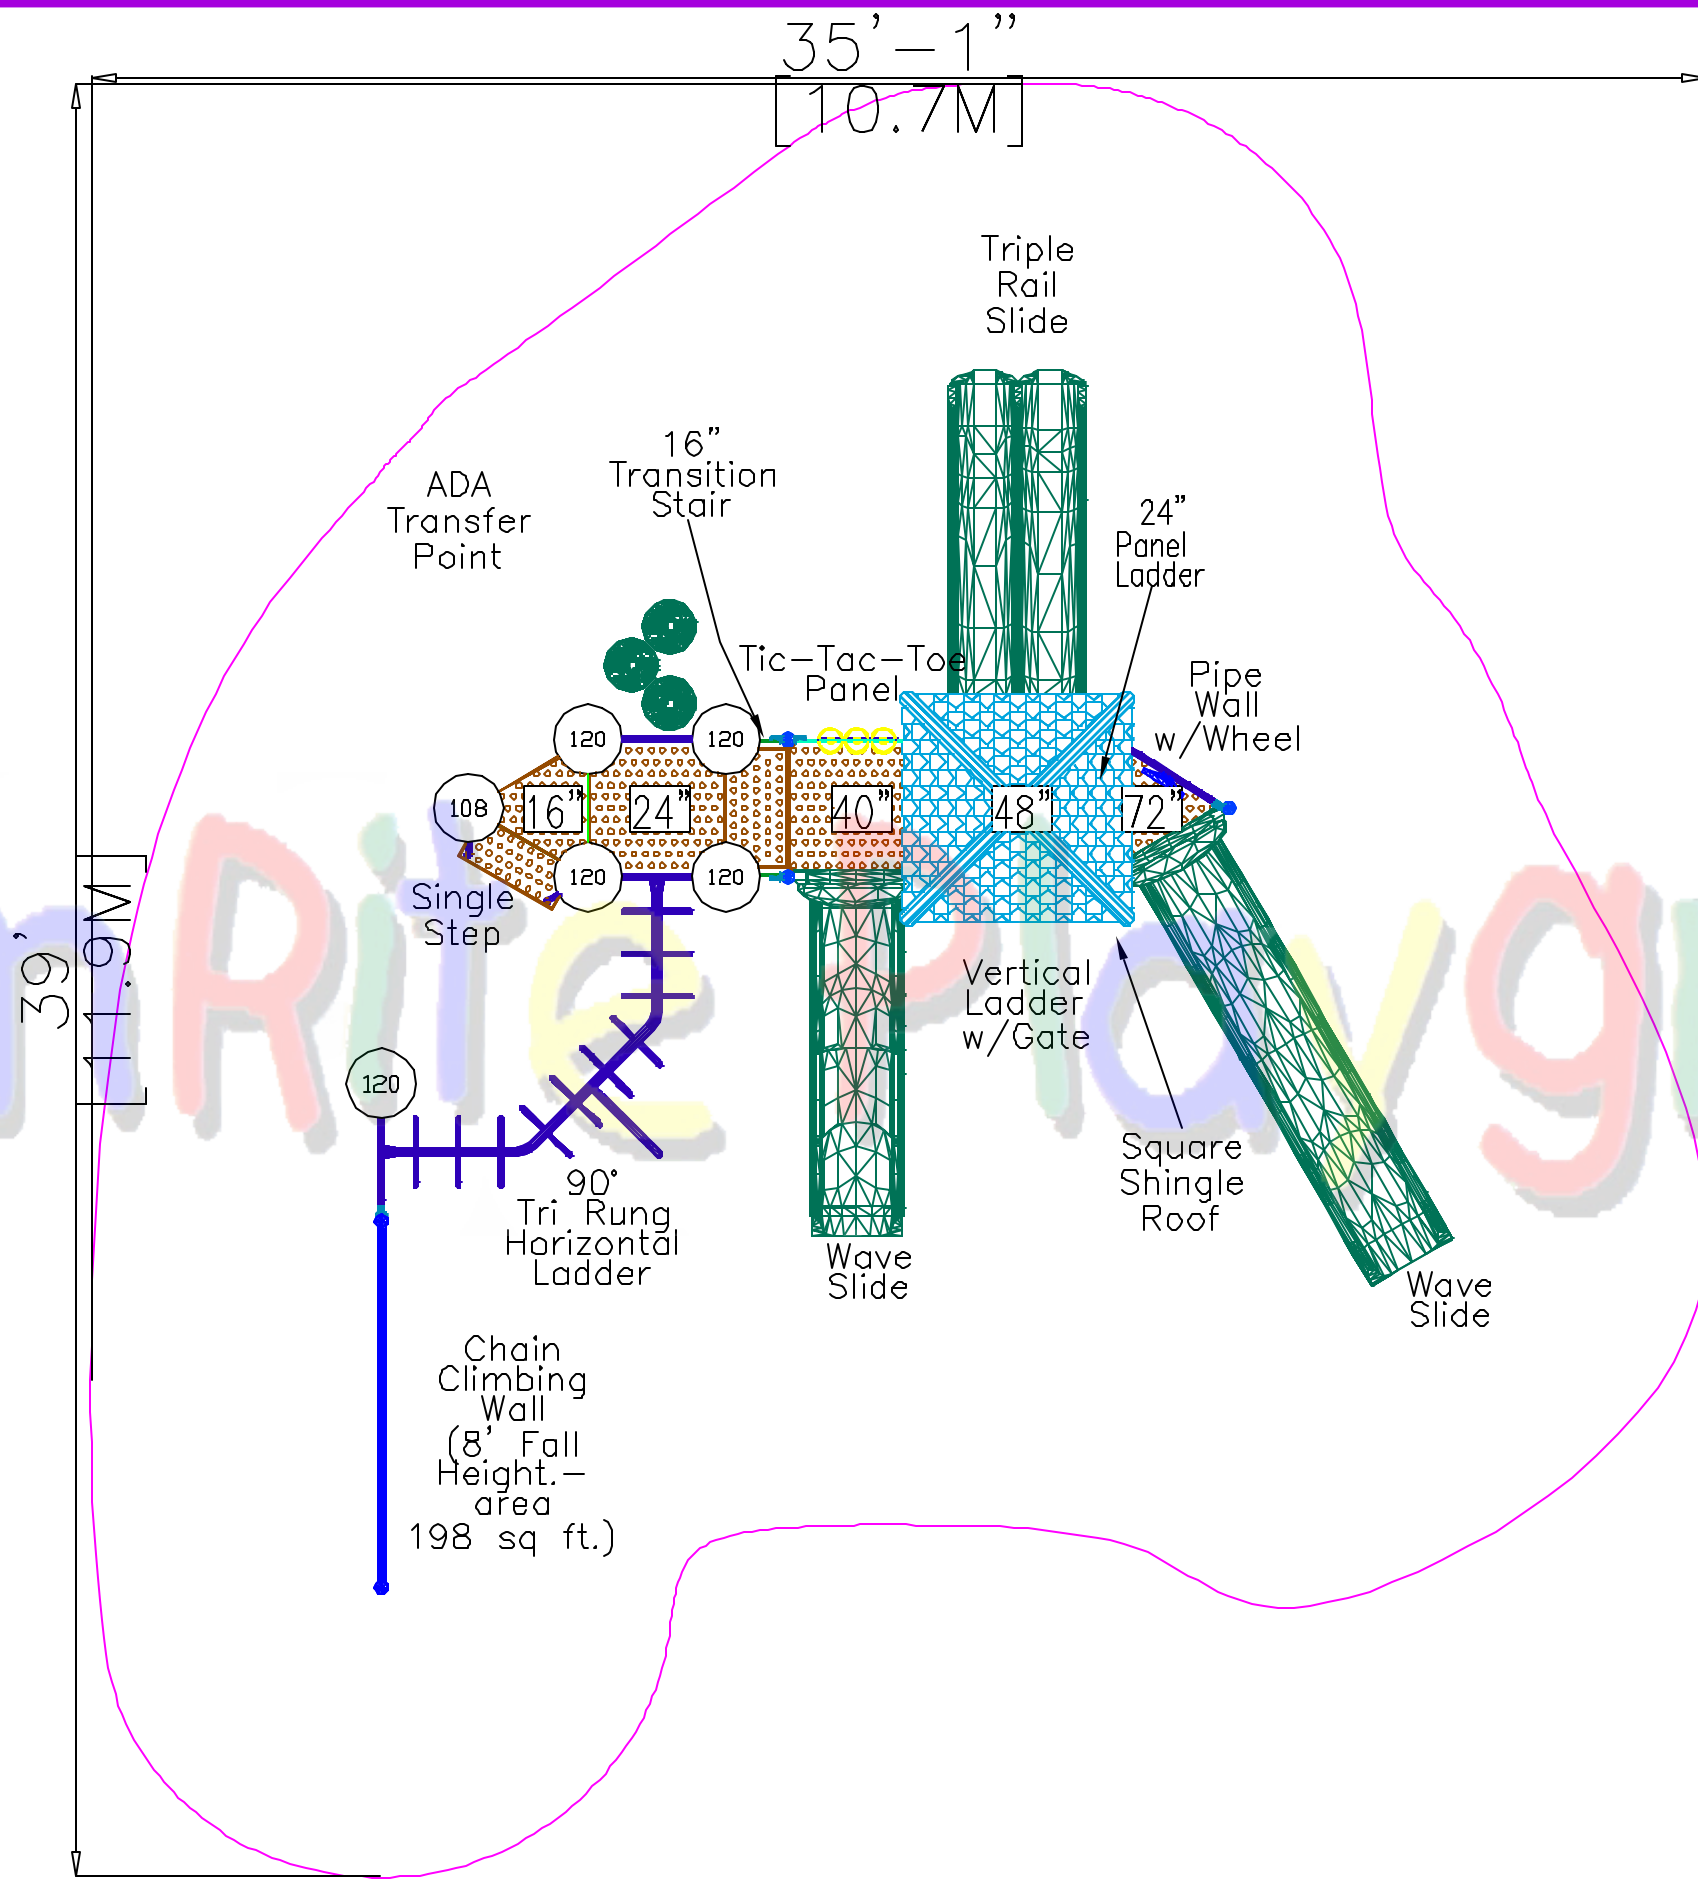 35'-1"
[10.7M]
Triple
Rail
Slide
16"
Transition
Stair
ADA
Transfer
Point
24"
Panel
Ladder
Tic-Tac-Toe
Panel
Pipe
Wall
w/Wheel
120
120
108
16"
24"
40"
48"
72"
120
120
Single
Step
39'
[11.9M]
nRite Playg
Vertical
Ladder
w/Gate
120
Square
Shingle
Roof
90°
Tri Rung
Horizontal
Ladder
Wave
Slide
Wave
Slide
Chain
Climbing
Wall
(8' Fall
Height.-
area
198 sq ft.)